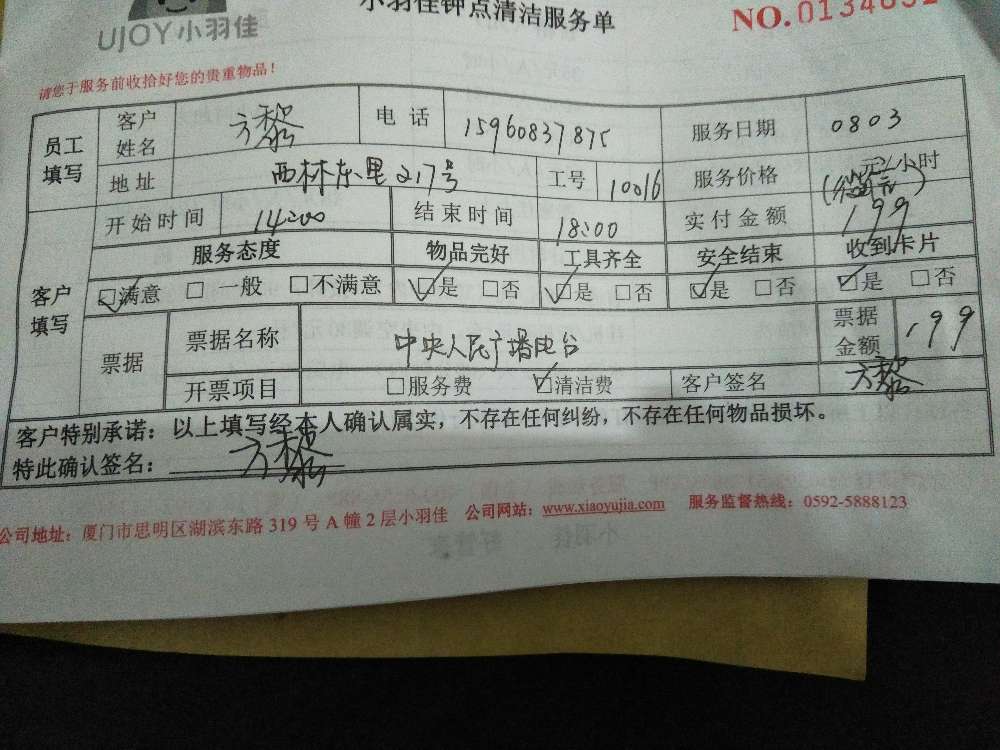 UJOY小羽佳
小羽佳钟点清洁服务单
NO.
请您于服务前收拾好您的贵重物品！
员工填写 客户姓名 方黎 电话 15960837875 服务日期 0803
地址 西林东里217号 工号 10016 服务价格 元/小时
客户填写 开始时间 14:00 结束时间 18:00 实付金额 199
服务态度 物品完好 工具齐全 安全结束 收到卡片
☑满意 □一般 □不满意 ☑是 □否 ☑是 □否 ☑是 □否 ☑是 □否
票据 票据名称 中央人民广播电台 票据金额 199
开票项目 □服务费 ☑清洁费 客户签名 方黎
客户特别承诺：以上填写经本人确认属实，不存在任何纠纷，不存在任何物品损坏。
特此确认签名：方黎
公司地址：厦门市思明区湖滨东路 319 号 A 幢 2 层小羽佳 公司网站：www.xiaoyujia.com 服务监督热线：0592-5888123